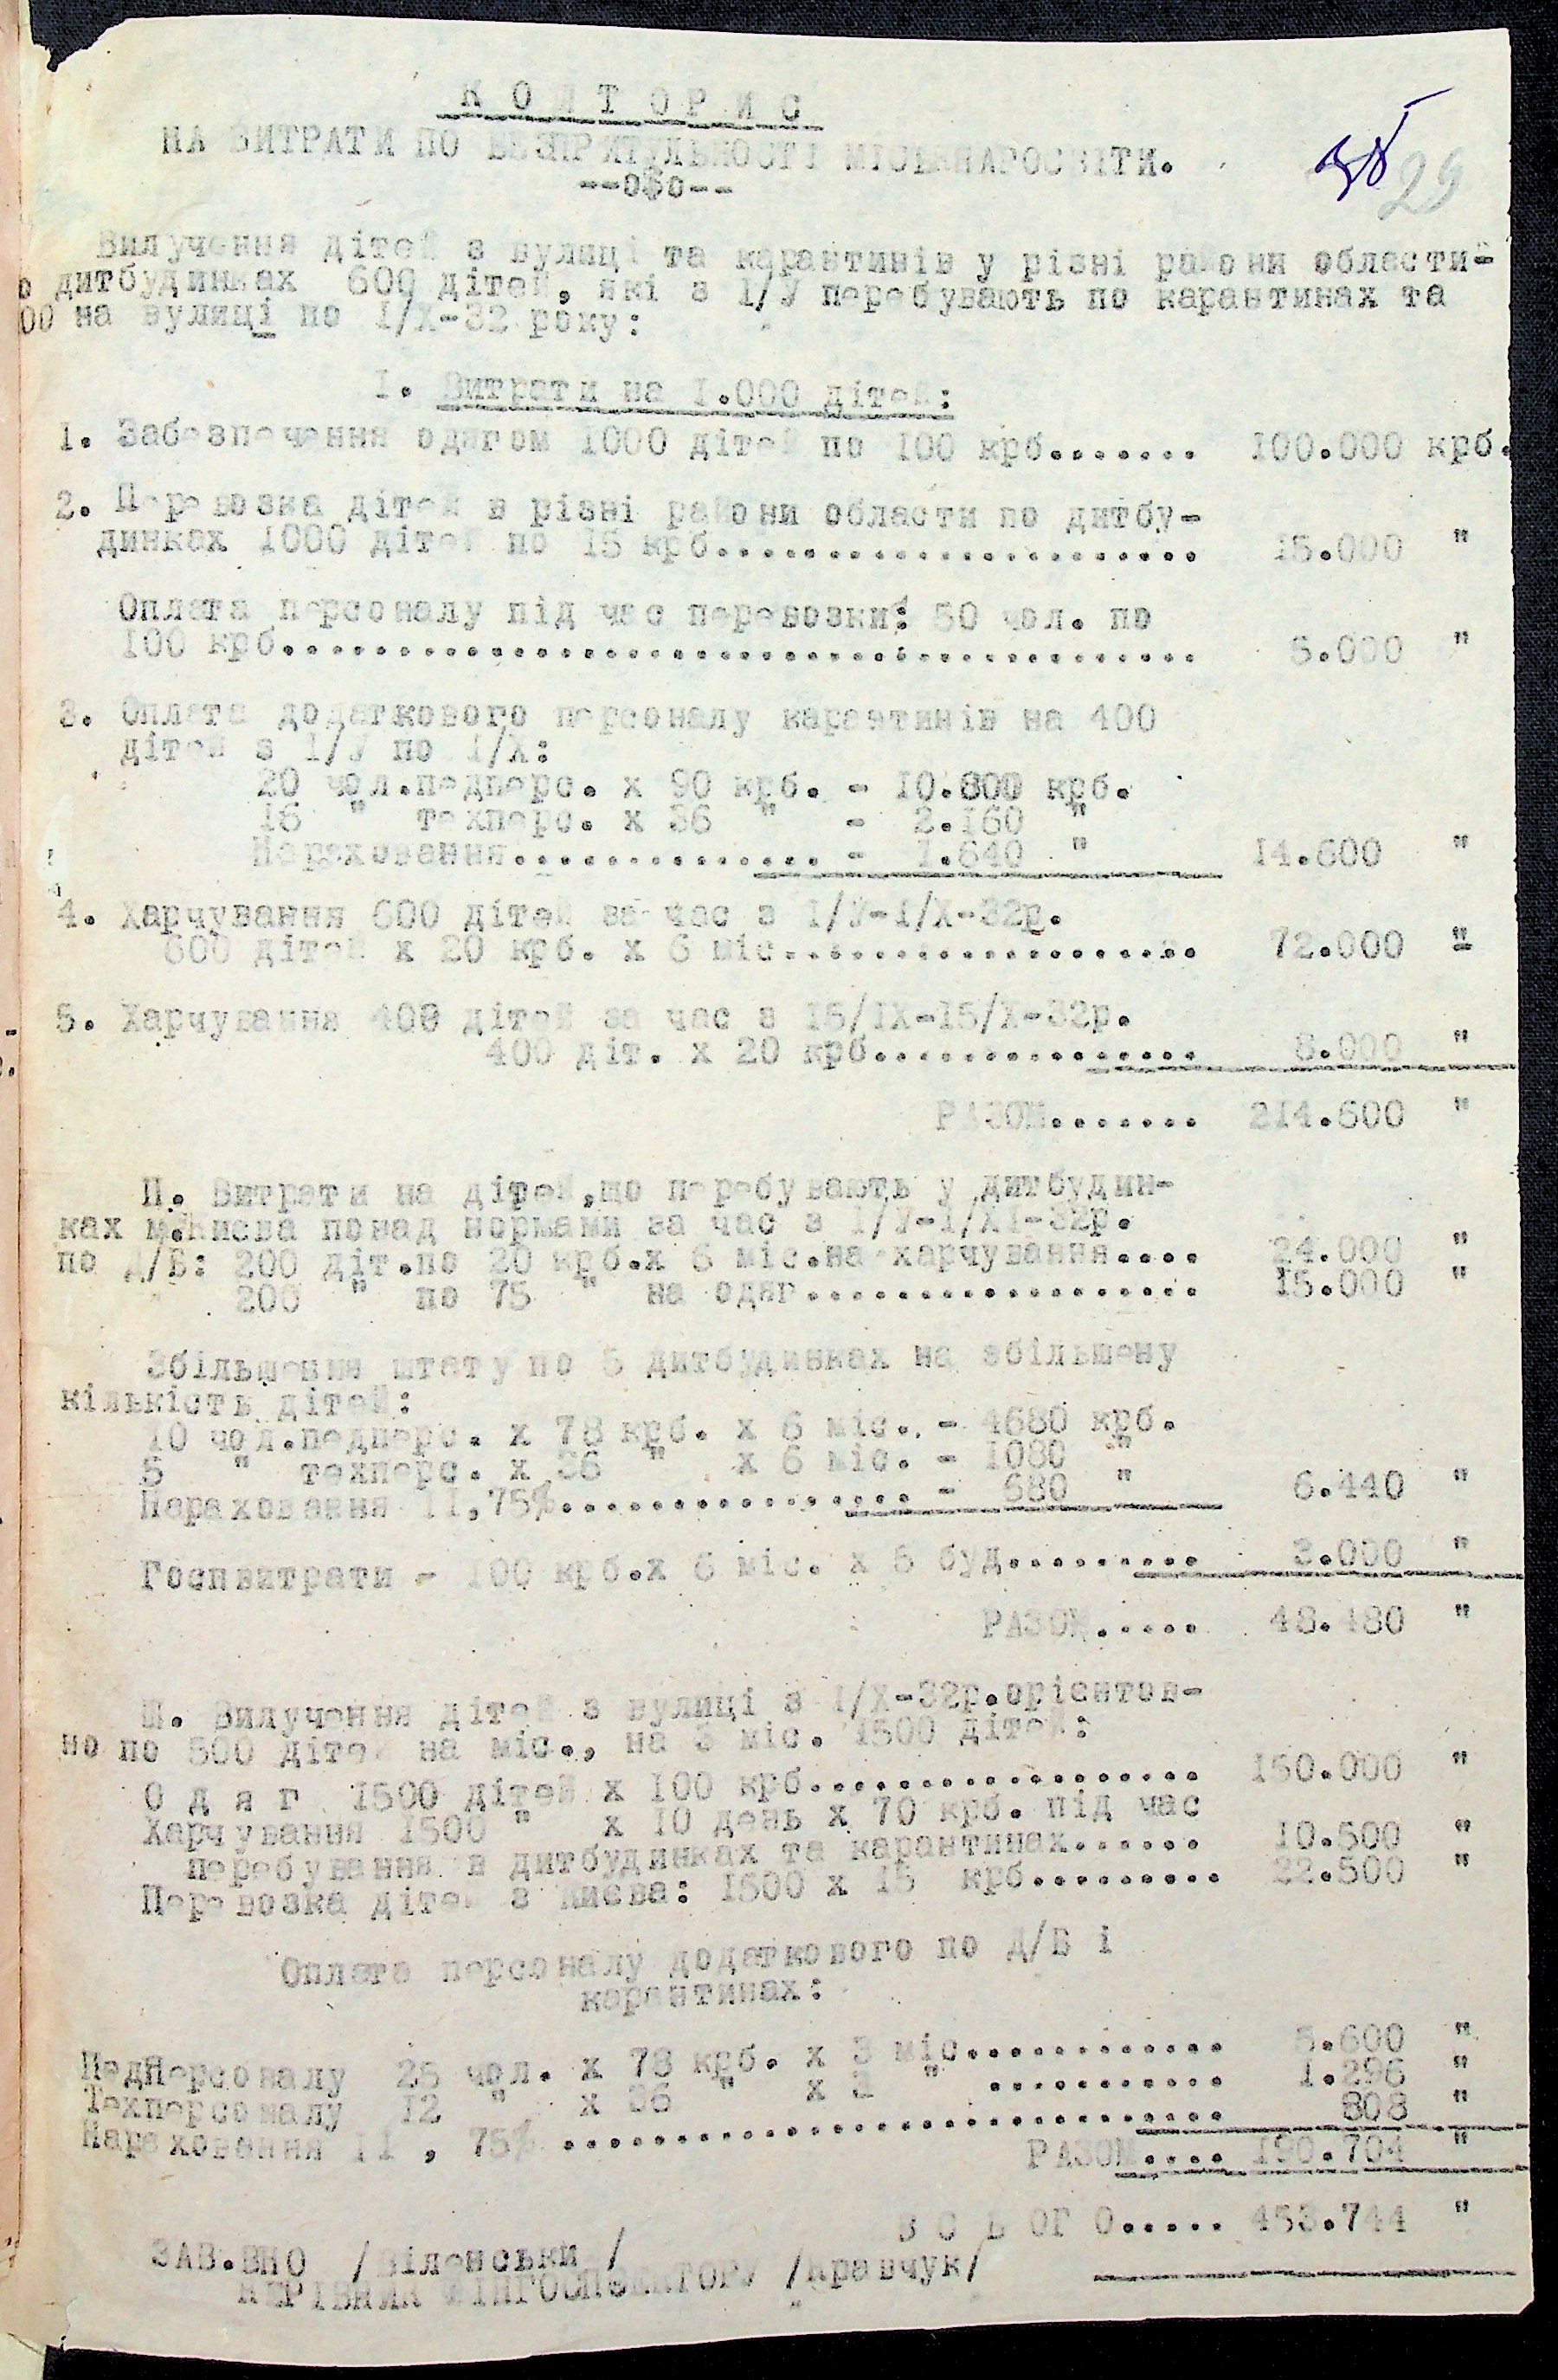 К О Ш Т О Р И С
НА ВИТРАТИ ПО БЕЗПРИТУЛЬНОСТІ МІСЬКНАРОСВІТИ.
--о$о--
29
Вилучення дітей з вулиці та карантинів у різні райони области-
о дитбудинках 600 дітей, які з 1/У перебувають по карантинах та
00 на вулиці по 1/Х-32 року:
І. Витрати на 1.000 дітей:
1. Забезпечення одягом 1000 дітей по 100 крб....... 100.000 крб.
2. Перевозка дітей в різні райони области по дитбу-
динках 1000 дітей по 15 крб........................ 15.000 "
Оплата персоналу під час перевозки: 50 чол. по
100 крб......................................... 5.000 "
3. Оплата додаткового персоналу карантинів на 400
дітей з 1/У по 1/Х:
20 чол.педперс. х 90 крб. - 10.800 крб.
16 " техперс. х 36 " - 2.160 "
Нараховання............... - 1.640 " 14.600 "
4. Харчування 600 дітей за час з 1/У-1/Х-32р.
600 дітей х 20 крб. х 6 міс................... 72.000 "
5. Харчування 400 дітей за час з 15/ІХ-15/Х-32р.
400 діт. х 20 крб............... 8.000 "
РАЗОМ....... 214.600 "
П. Витрати на дітей,що перебувають у дитбудин-
ках м.Києва понад нормами за час з 1/У-1/ХІ-32р.
по Д/Б: 200 діт.по 20 крб.х 6 міс.на харчування.... 24.000 "
200 " по 75 " на одяг.................. 15.000 "
Збільшення штату по 5 дитбудинках на збільшену
кількість дітей:
10 чол.педперс. х 78 крб. х 6 міс. - 4680 крб.
5 " техперс. х 36 " х 6 міс. - 1080 "
Нараховання 11,75%................ - 680 " 6.440 "
Госпвитрати - 100 крб.х 6 міс. х 5 буд......... 3.000 "
РАЗОМ..... 48.480 "
Ш. Вилучення дітей з вулиці з 1/Х-32р.орієнтов-
но по 500 дітей на міс., на 3 міс. 1500 дітей:
О д я г 1500 дітей х 100 крб.................. 150.000 "
Харчування 1500 " х 10 день х 70 крб. під час
перебування в дитбудинках та карантинах...... 10.500 "
Перевозка дітей з Києва: 1500 х 15 крб......... 22.500 "
Оплата персоналу додаткового по Д/Б і
карантинах:
Педперсоналу 25 чол. х 78 крб. х 3 міс............ 5.600 "
Техперсоналу 12 " х 36 " х 3 " ........... 1.296 "
Нараховання 11 , 75% .............................. 808 "
РАЗОМ.... 190.704 "
В С Ь ОГ О..... 453.744 "
ЗАВ.ВНО /Віленськи /
КЕРІВНИК ФІНГОСПСЕКТОРУ /Кравчук/